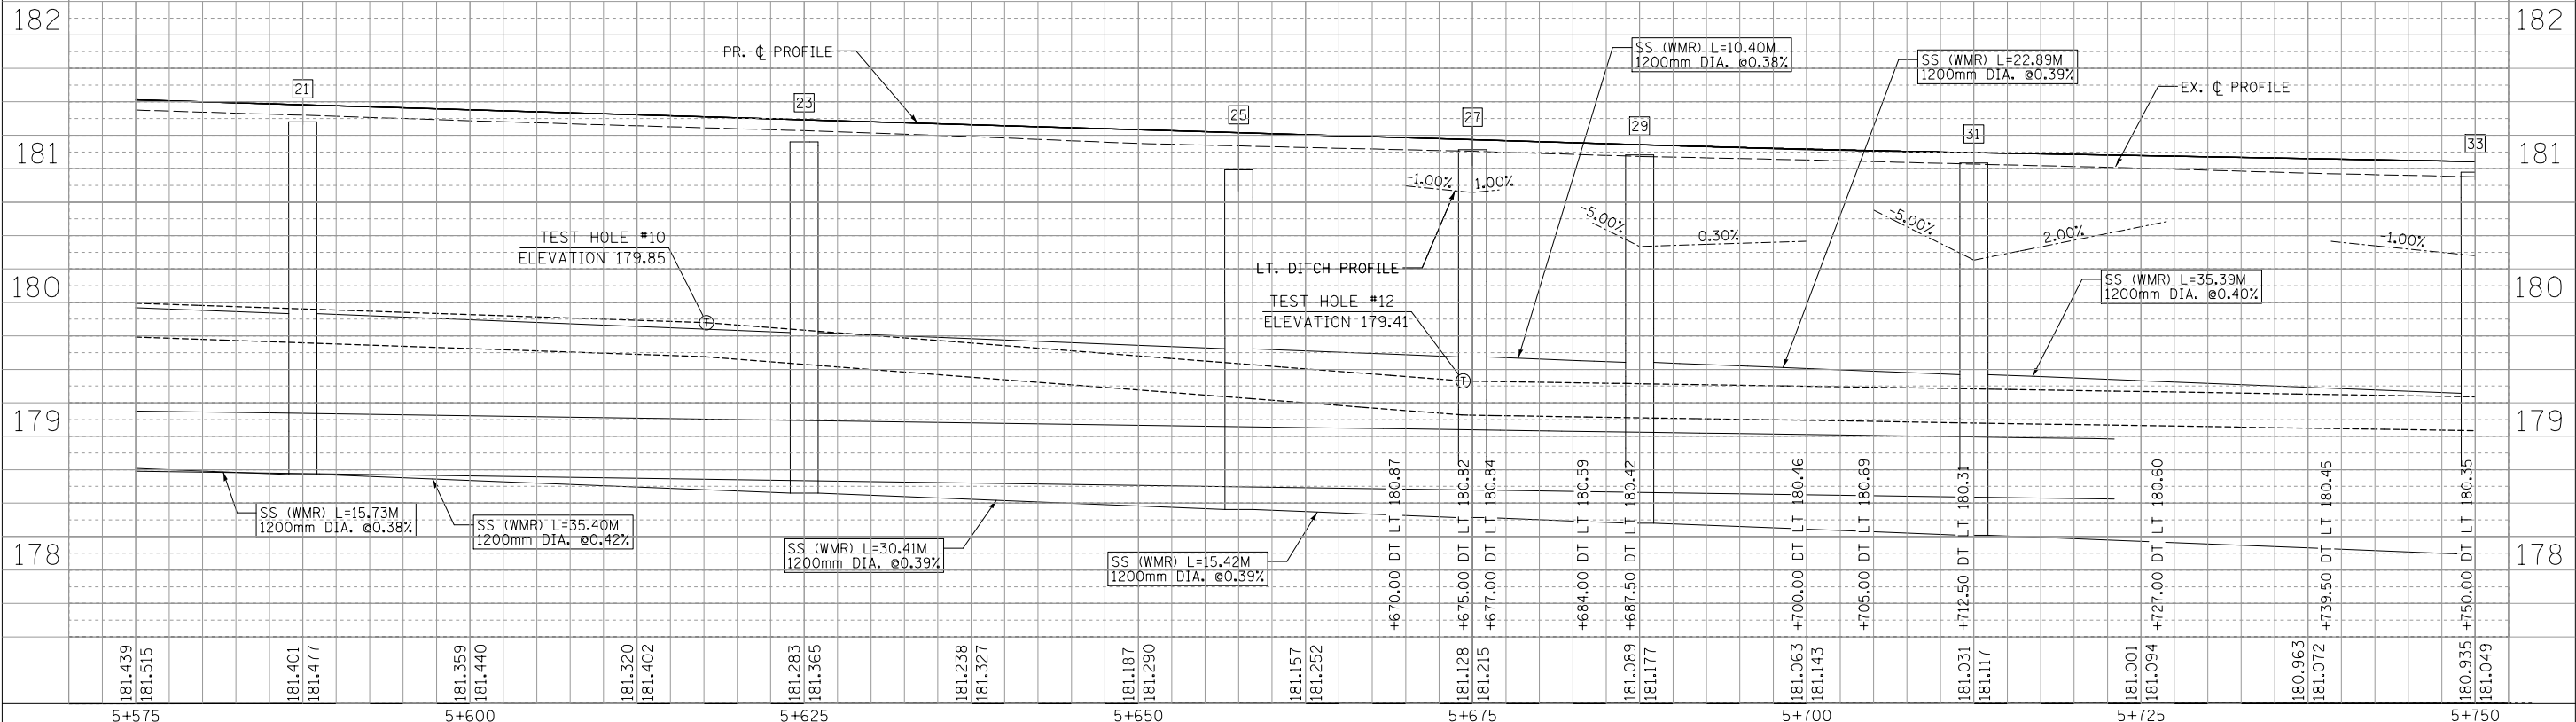 182
182
PR. ℄ PROFILE
SS (WMR) L=10.40M
1200mm DIA. @0.38%
SS (WMR) L=22.89M
1200mm DIA. @0.39%
EX. ℄ PROFILE
21
23
25
27
29
31
33
181
181
-1.00%
1.00%
-5.00%
0.30%
-5.00%
2.00%
-1.00%
TEST HOLE #10
ELEVATION 179.85
LT. DITCH PROFILE
180
180
TEST HOLE #12
ELEVATION 179.41
SS (WMR) L=35.39M
1200mm DIA. @0.40%
T
T
179
179
SS (WMR) L=15.73M
1200mm DIA. @0.38%
SS (WMR) L=35.40M
1200mm DIA. @0.42%
SS (WMR) L=30.41M
1200mm DIA. @0.39%
SS (WMR) L=15.42M
1200mm DIA. @0.39%
178
178
+670.00 DT LT 180.87
+675.00 DT LT 180.82
+677.00 DT LT 180.84
+684.00 DT LT 180.59
+687.50 DT LT 180.42
+700.00 DT LT 180.46
+705.00 DT LT 180.69
+712.50 DT LT 180.31
+727.00 DT LT 180.60
+739.50 DT LT 180.45
+750.00 DT LT 180.35
181.439
181.515
181.401
181.477
181.359
181.440
181.320
181.402
181.283
181.365
181.238
181.327
181.187
181.290
181.157
181.252
181.128
181.215
181.089
181.177
181.063
181.143
181.031
181.117
181.001
181.094
180.963
181.072
180.935
181.049
5+575
5+600
5+625
5+650
5+675
5+700
5+725
5+750